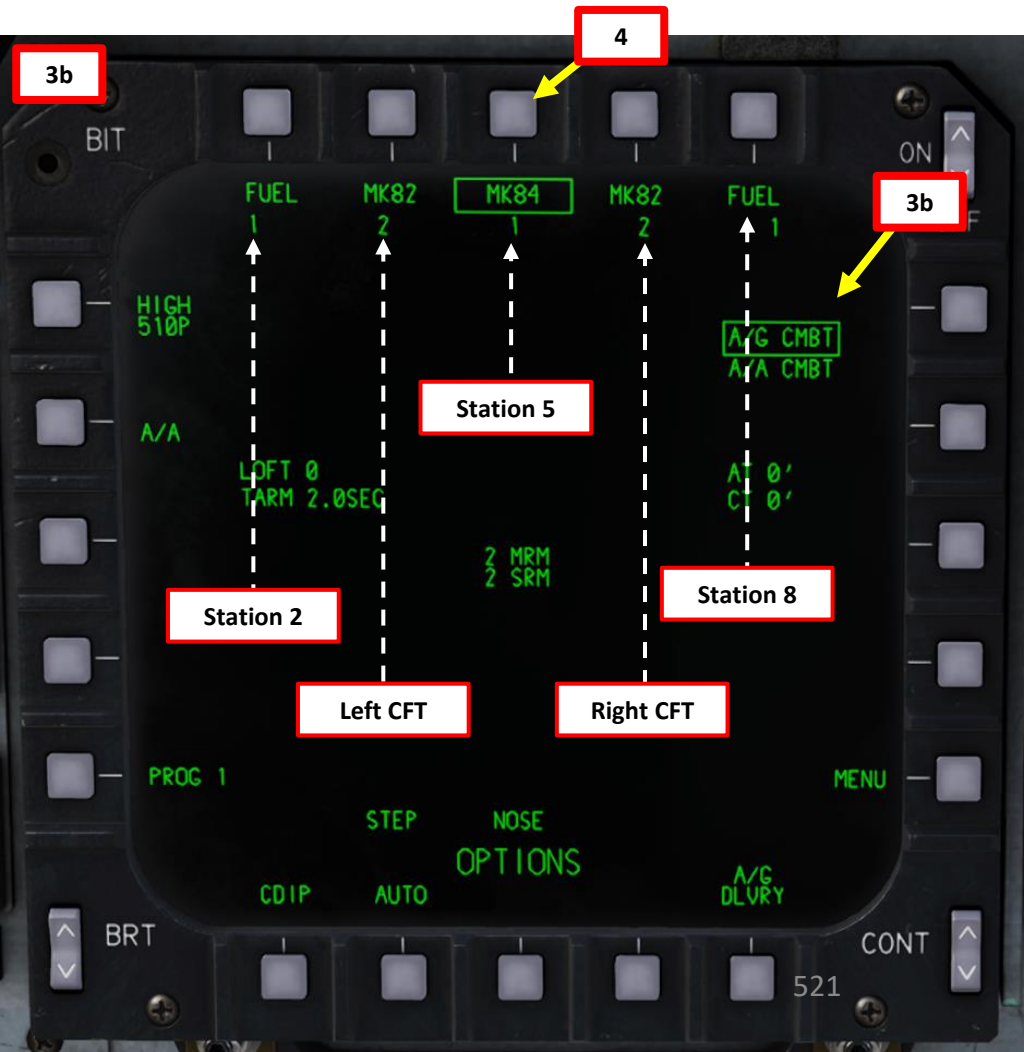 4
3b
BIT
ON
3b
F
FUEL MK82 MK84 MK82 FUEL
1 2 1 2 1
HIGH
510P
A/G CMBT
A/A CMBT
Station 5
A/A
LOFT 0
TARM 2.0SEC
AT 0'
CT 0'
2 MRM
2 SRM
Station 2
Station 8
Left CFT
Right CFT
PROG 1
MENU
STEP NOSE
OPTIONS
CDIP AUTO
A/G
DLVRY
BRT
CONT
521